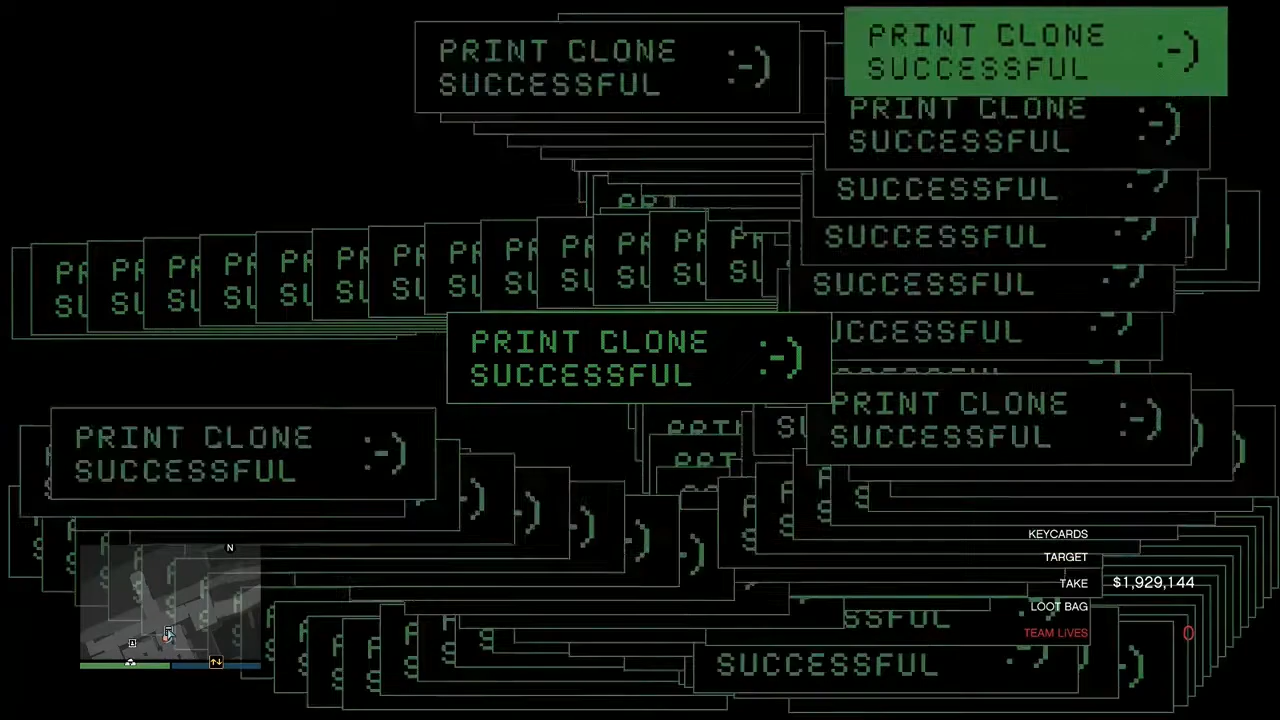 PRINT CLONE
SUCCESSFUL
:-)
PRINT CLONE
SUCCESSFUL
:-)
PRINT CLONE
SUCCESSFUL
:-)
SUCCESSFUL
SUCCESSFUL
SUCCESSFUL
PRINT CLONE
SUCCESSFUL
:-)
PRINT CLONE
SUCCESSFUL
:-)
PRINT CLONE
SUCCESSFUL
:-)
SUCCESSFUL
N
KEYCARDS
TARGET
TAKE $1,929,144
LOOT BAG
TEAM LIVES 0